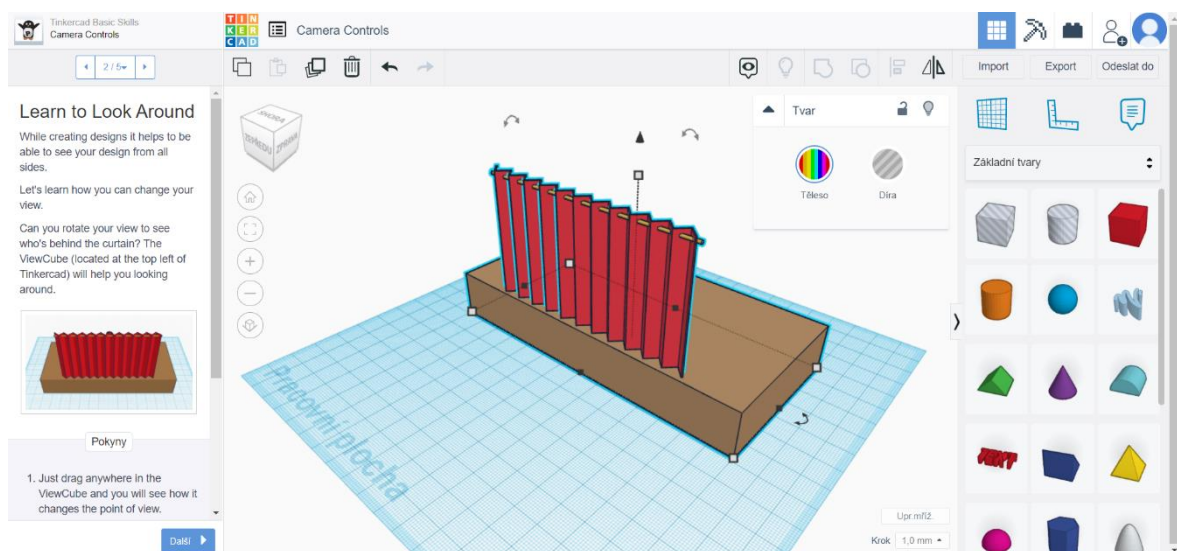 Tinkercad Basic Skills
Camera Controls
2 / 5
Learn to Look Around
While creating designs it helps to be
able to see your design from all
sides.
Let's learn how you can change your
view.
Can you rotate your view to see
who's behind the curtain? The
ViewCube (located at the top left of
Tinkercad) will help you looking
around.
Pokyny
1. Just drag anywhere in the
ViewCube and you will see how it
changes the point of view.
Další
TIN
KER
CAD
Camera Controls
SHORA
ZEPŘEDU
ZPRAVA
Pracovní plocha
Tvar
Těleso
Díra
Upr.mříž.
Krok 1,0 mm
Import
Export
Odeslat do
Základní tvary
TEXT